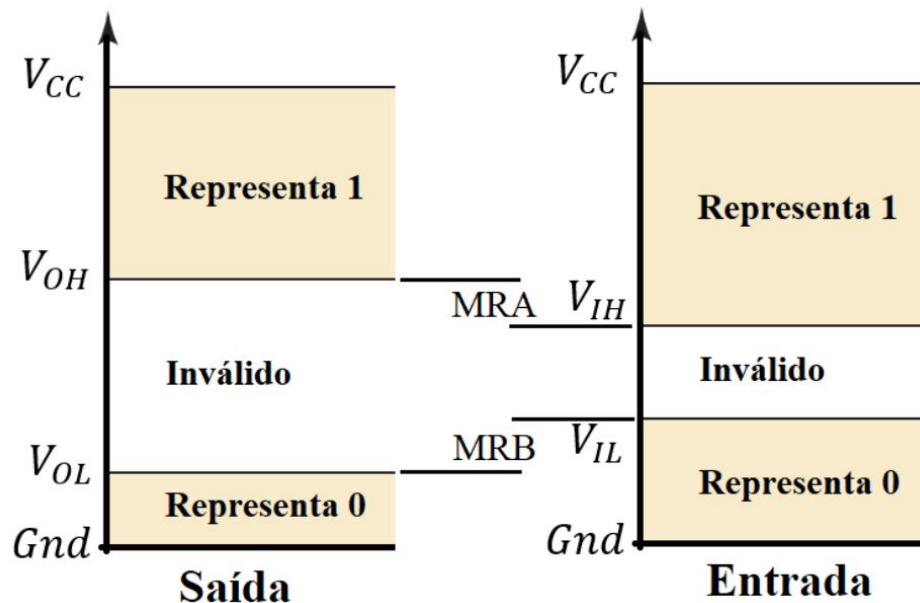 V_CC
Representa 1
V_OH
Inválido
V_OL
Representa 0
Gnd
Saída
MRA
MRB
V_CC
Representa 1
V_IH
Inválido
V_IL
Representa 0
Gnd
Entrada